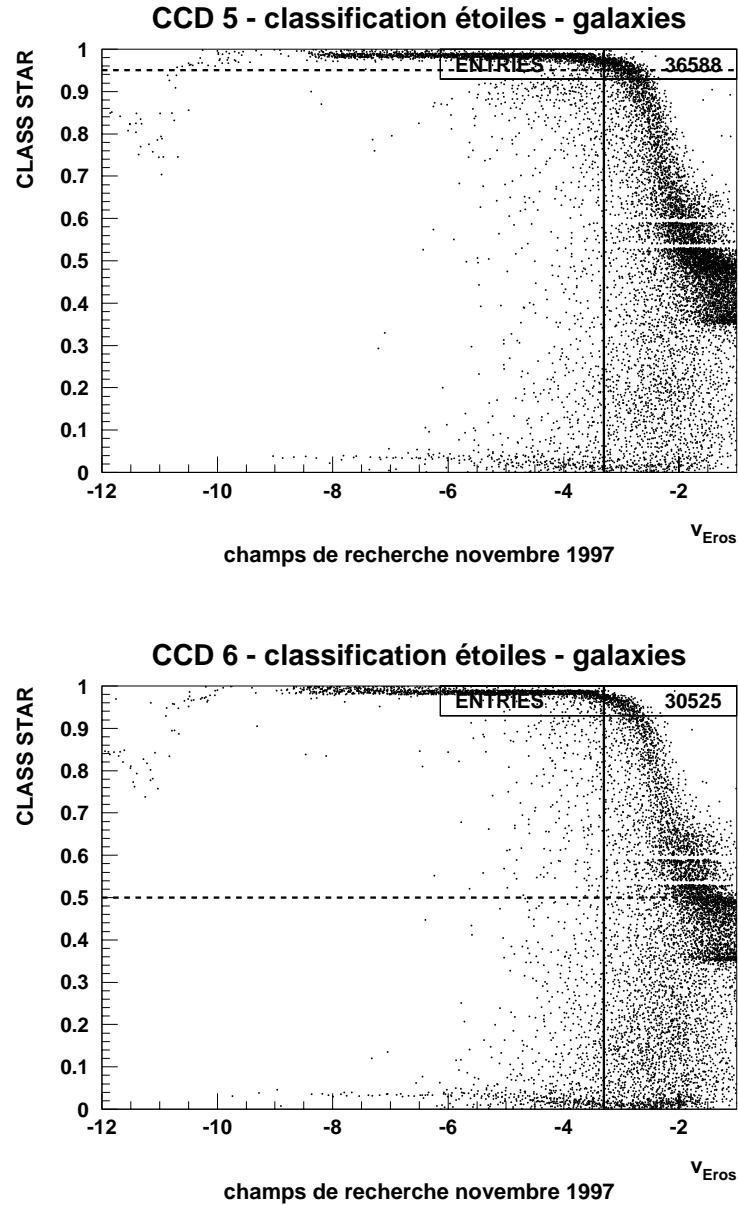 CCD 5 - classification étoiles - galaxies
ENTRIES 36588
CLASS STAR
1
0.9
0.8
0.7
0.6
0.5
0.4
0.3
0.2
0.1
0
-12 -10 -8 -6 -4 -2
v_Eros
champs de recherche novembre 1997
CCD 6 - classification étoiles - galaxies
ENTRIES 30525
CLASS STAR
1
0.9
0.8
0.7
0.6
0.5
0.4
0.3
0.2
0.1
0
-12 -10 -8 -6 -4 -2
v_Eros
champs de recherche novembre 1997